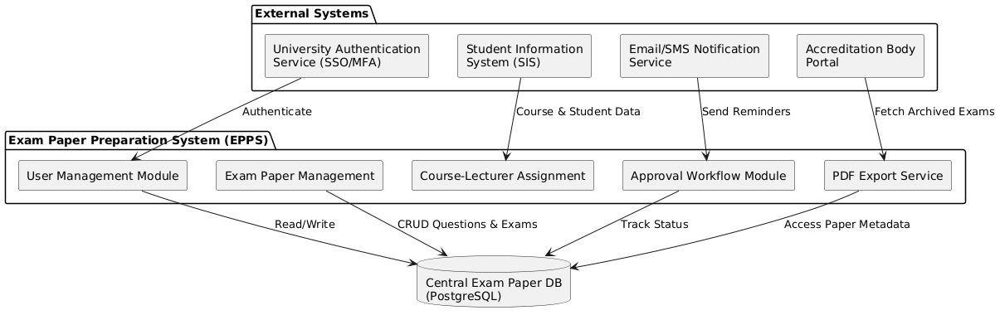 External Systems
University Authentication
Service (SSO/MFA)
Student Information
System (SIS)
Email/SMS Notification
Service
Accreditation Body
Portal
Authenticate
Course & Student Data
Send Reminders
Fetch Archived Exams
Exam Paper Preparation System (EPPS)
User Management Module
Exam Paper Management
Course-Lecturer Assignment
Approval Workflow Module
PDF Export Service
Read/Write
CRUD Questions & Exams
Track Status
Access Paper Metadata
Central Exam Paper DB
(PostgreSQL)